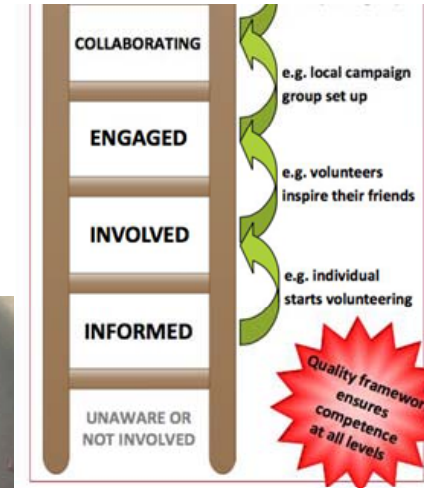 COLLABORATING
e.g. local campaign
group set up
ENGAGED
e.g. volunteers
inspire their friends
INVOLVED
e.g. individual
starts volunteering
INFORMED
Quality framewor
ensures
competence
at all levels
UNAWARE OR
NOT INVOLVED